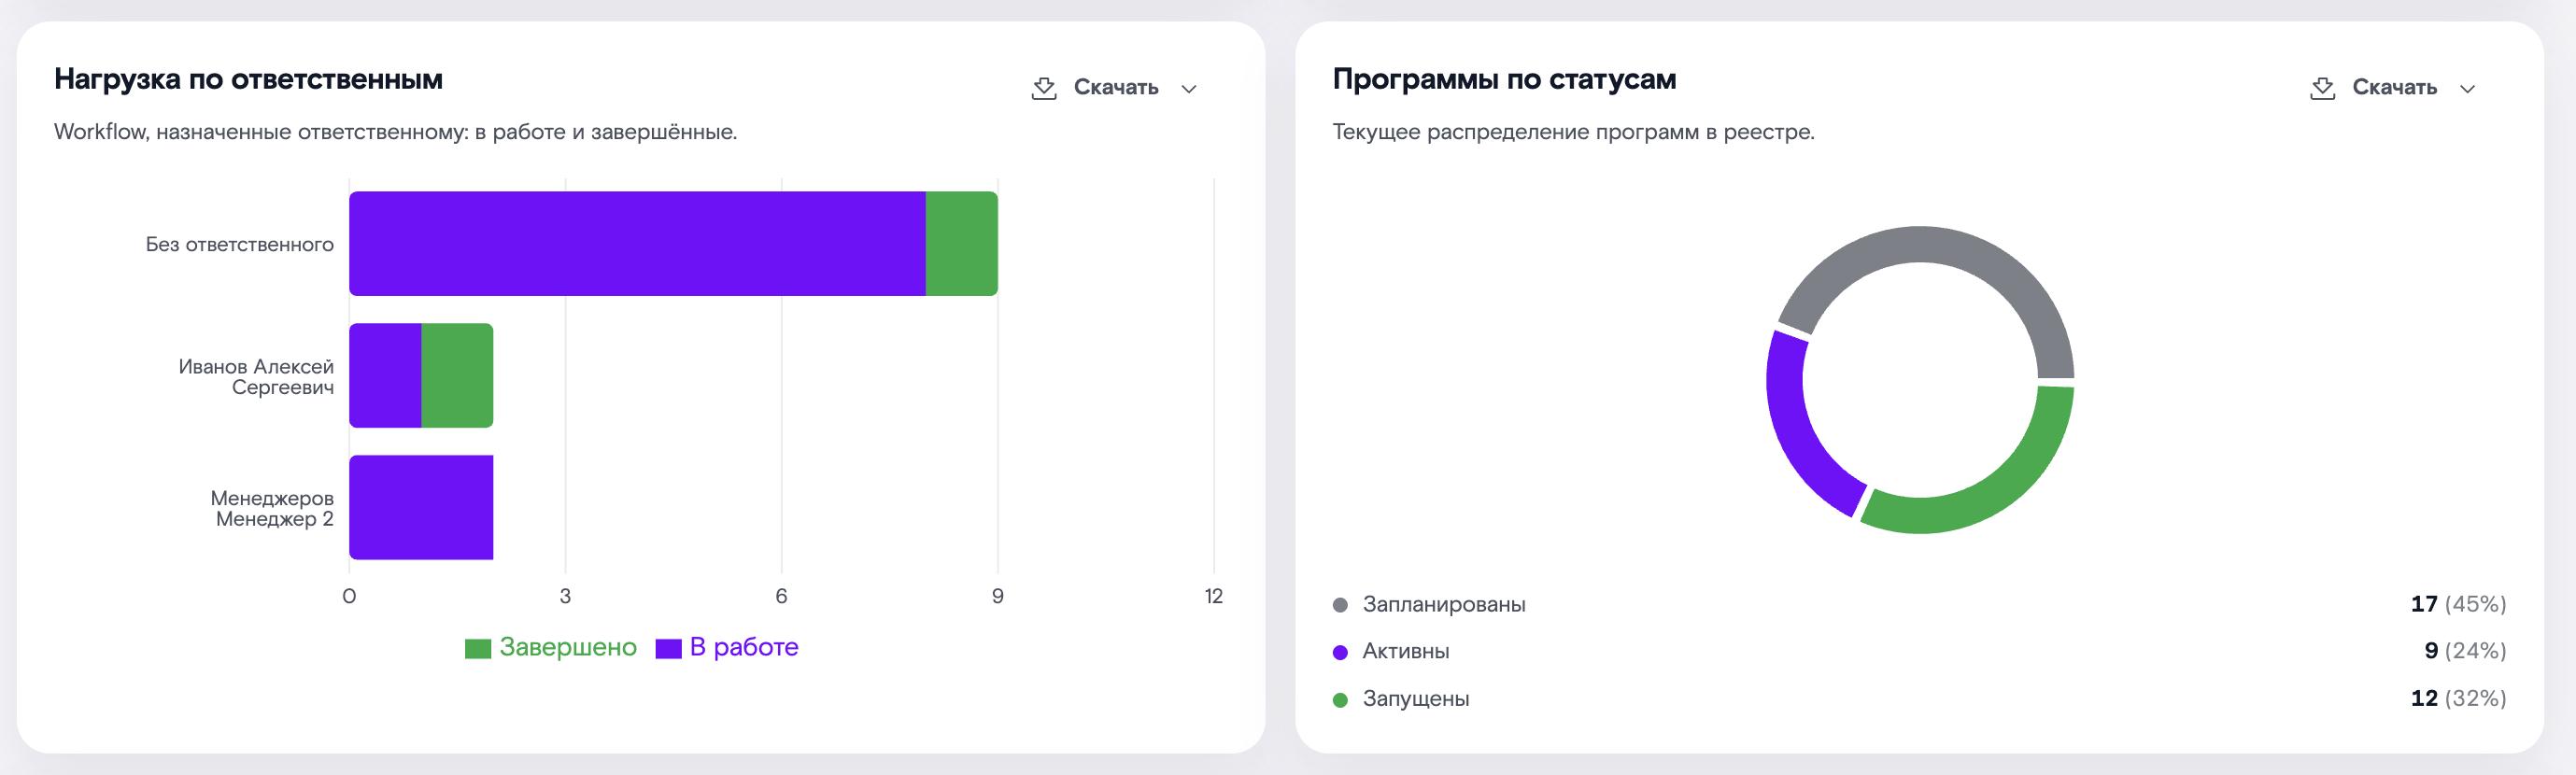 Нагрузка по ответственным
Скачать
Workflow, назначенные ответственному: в работе и завершённые.
Без ответственного
Иванов Алексей
Сергеевич
Менеджеров
Менеджер 2
0 3 6 9 12
Завершено В работе
Программы по статусам
Скачать
Текущее распределение программ в реестре.
Запланированы 17 (45%)
Активны 9 (24%)
Запущены 12 (32%)